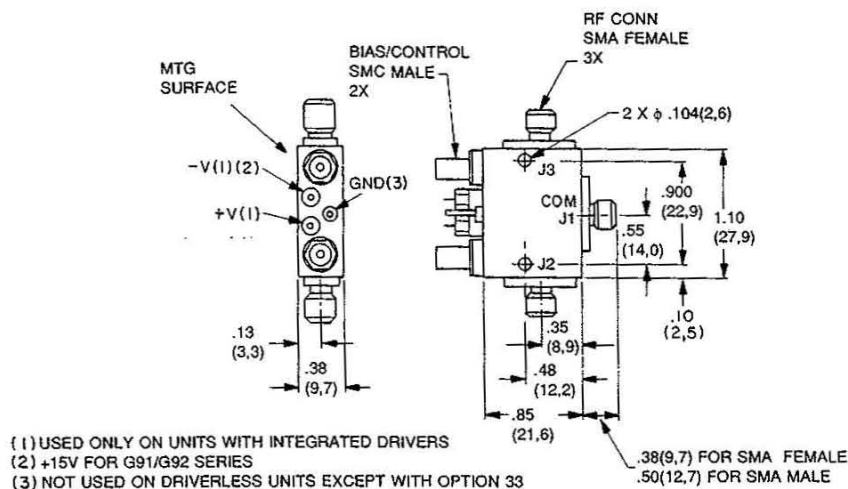 RF CONN
SMA FEMALE
3X
BIAS/CONTROL
SMC MALE
2X
MTG
SURFACE
2 X ϕ .104(2,6)
-V(1)(2)
GND(3)
+V(1)
J3
COM
J1
J2
.900
(22,9)
1.10
(27,9)
.55
(14,0)
.10
(2,5)
.13
(3,3)
.38
(9,7)
.35
(8,9)
.48
(12,2)
.85
(21,6)
.38(9,7) FOR SMA FEMALE
.50(12,7) FOR SMA MALE
(1) USED ONLY ON UNITS WITH INTEGRATED DRIVERS
(2) +15V FOR G91/G92 SERIES
(3) NOT USED ON DRIVERLESS UNITS EXCEPT WITH OPTION 33